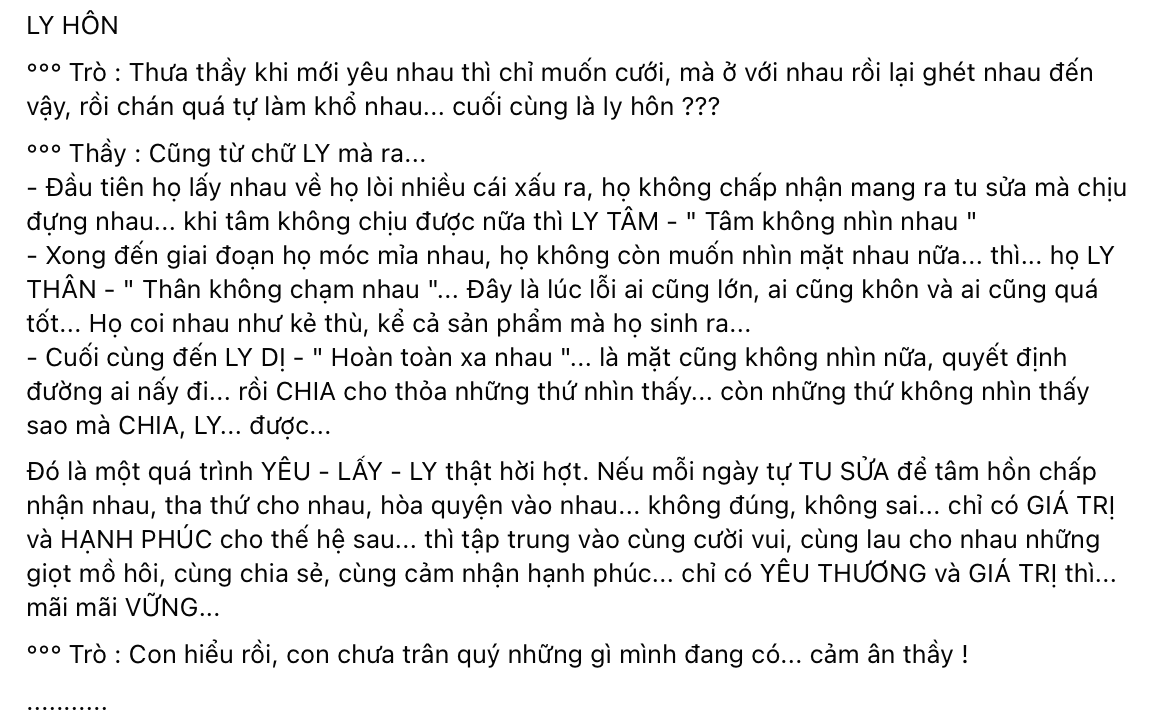 LY HÔN
°°° Trò : Thưa thầy khi mới yêu nhau thì chỉ muốn cưới, mà ở với nhau rồi lại ghét nhau đến
vậy, rồi chán quá tự làm khổ nhau... cuối cùng là ly hôn ???
°°° Thầy : Cũng từ chữ LY mà ra...
- Đầu tiên họ lấy nhau về họ lòi nhiều cái xấu ra, họ không chấp nhận mang ra tu sửa mà chịu
đựng nhau... khi tâm không chịu được nữa thì LY TÂM - " Tâm không nhìn nhau "
- Xong đến giai đoạn họ móc mỉa nhau, họ không còn muốn nhìn mặt nhau nữa... thì... họ LY
THÂN - " Thân không chạm nhau "... Đây là lúc lỗi ai cũng lớn, ai cũng khôn và ai cũng quá
tốt... Họ coi nhau như kẻ thù, kể cả sản phẩm mà họ sinh ra...
- Cuối cùng đến LY DỊ - " Hoàn toàn xa nhau "... là mặt cũng không nhìn nữa, quyết định
đường ai nấy đi... rồi CHIA cho thỏa những thứ nhìn thấy... còn những thứ không nhìn thấy
sao mà CHIA, LY... được...
Đó là một quá trình YÊU - LẤY - LY thật hời hợt. Nếu mỗi ngày tự TU SỬA để tâm hồn chấp
nhận nhau, tha thứ cho nhau, hòa quyện vào nhau... không đúng, không sai... chỉ có GIÁ TRỊ
và HẠNH PHÚC cho thế hệ sau... thì tập trung vào cùng cười vui, cùng lau cho nhau những
giọt mồ hôi, cùng chia sẻ, cùng cảm nhận hạnh phúc... chỉ có YÊU THƯƠNG và GIÁ TRỊ thì...
mãi mãi VỮNG...
°°° Trò : Con hiểu rồi, con chưa trân quý những gì mình đang có... cảm ân thầy !
...........